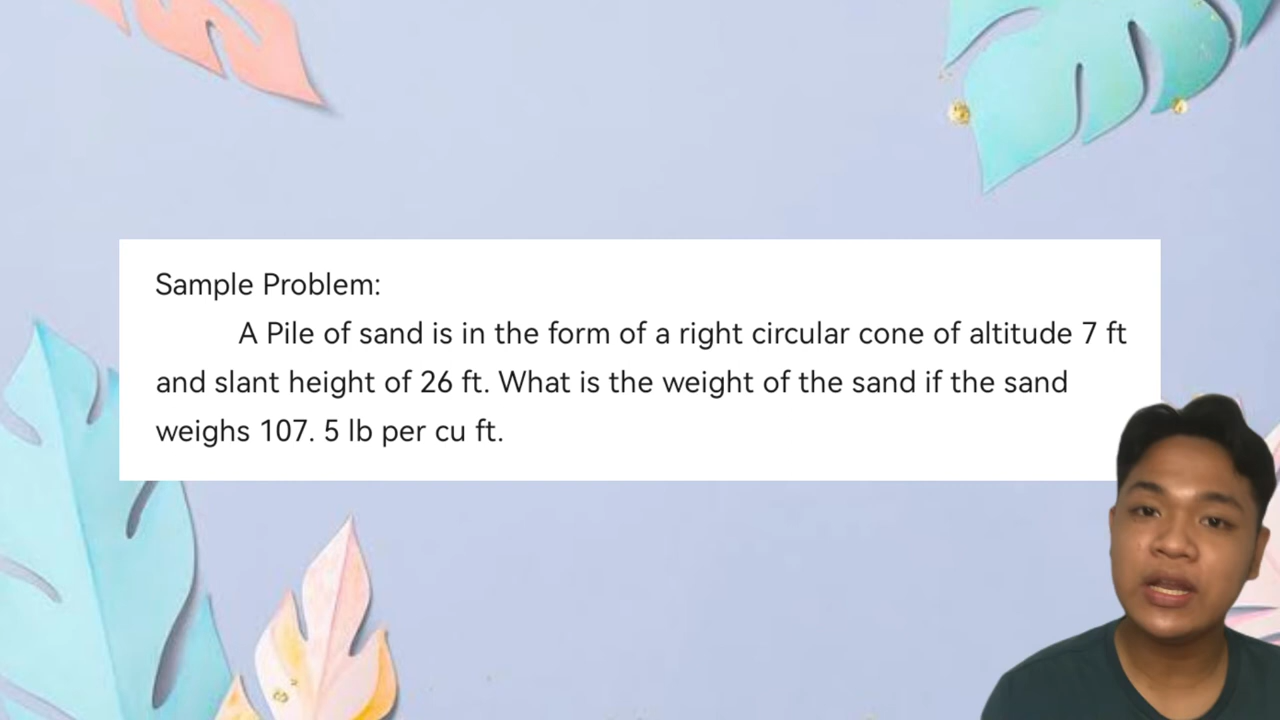 Sample Problem:
A Pile of sand is in the form of a right circular cone of altitude 7 ft
and slant height of 26 ft. What is the weight of the sand if the sand
weighs 107. 5 lb per cu ft.